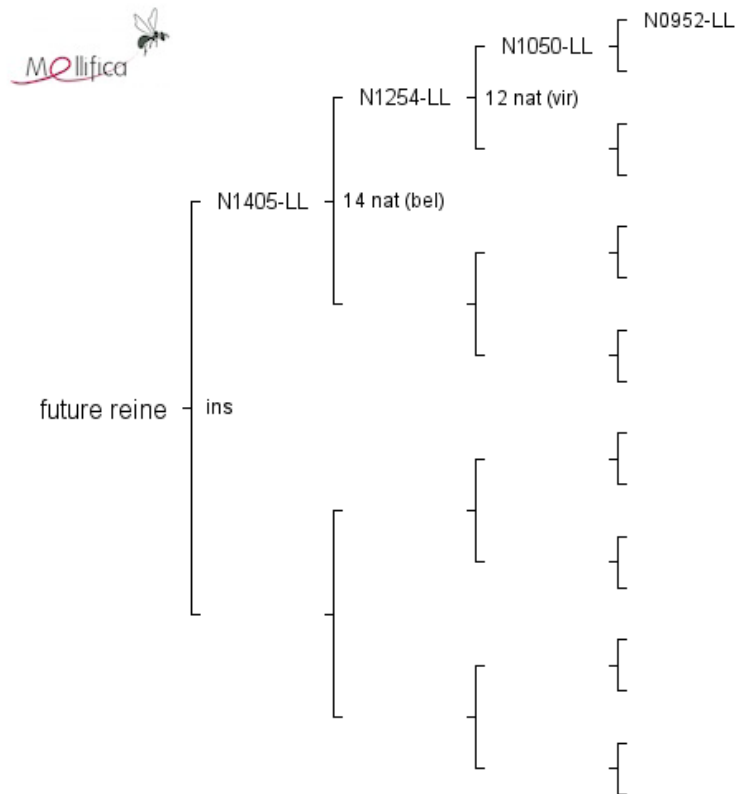 Mellifica
N0952-LL
N1050-LL
N1254-LL
12 nat (vir)
N1405-LL
14 nat (bel)
future reine
ins